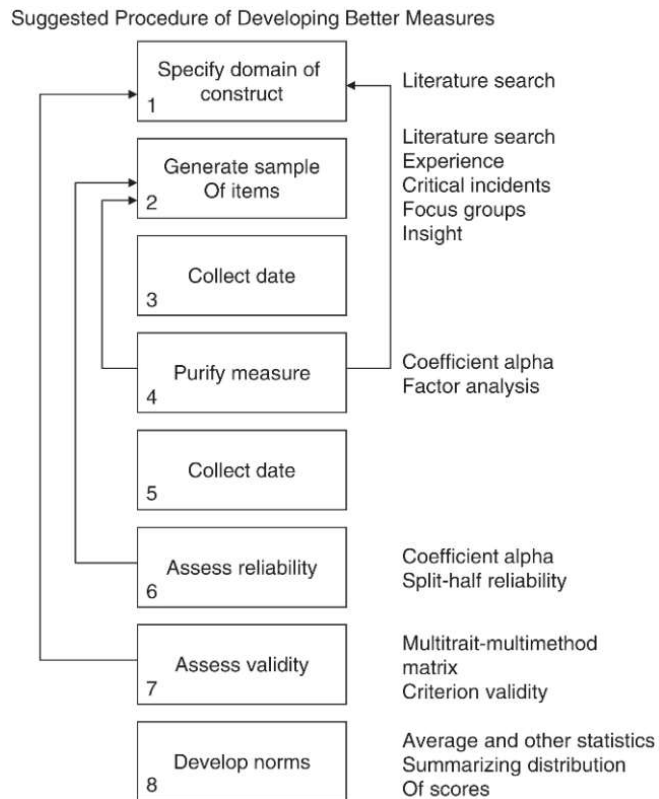 Suggested Procedure of Developing Better Measures
Specify domain of
construct
1
Literature search
Generate sample
Of items
2
Literature search
Experience
Critical incidents
Focus groups
Insight
Collect date
3
Purify measure
4
Coefficient alpha
Factor analysis
Collect date
5
Assess reliability
6
Coefficient alpha
Split-half reliability
Assess validity
7
Multitrait-multimethod
matrix
Criterion validity
Develop norms
8
Average and other statistics
Summarizing distribution
Of scores